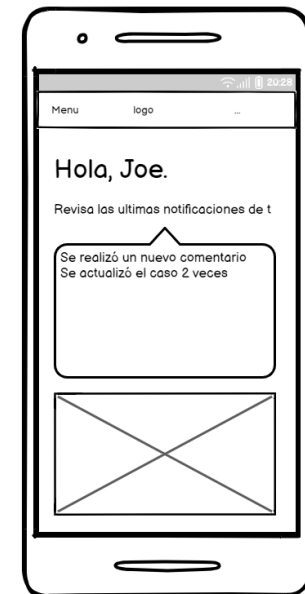 20:28
Menu logo ...
Hola, Joe.
Revisa las ultimas notificaciones de t
Se realizó un nuevo comentario
Se actualizó el caso 2 veces